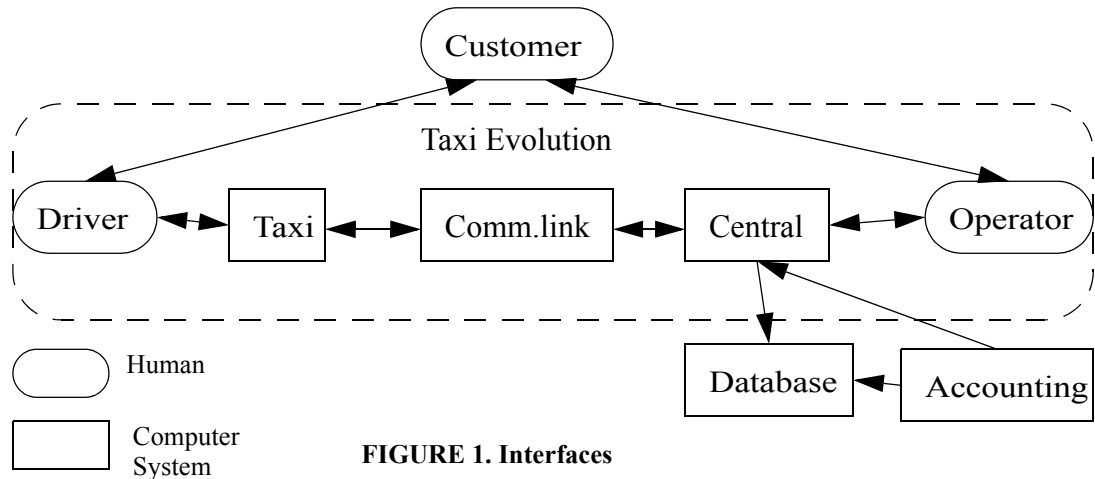 Customer
Taxi Evolution
Driver
Taxi
Comm.link
Central
Operator
Database
Accounting
Human
Computer
System
FIGURE 1. Interfaces